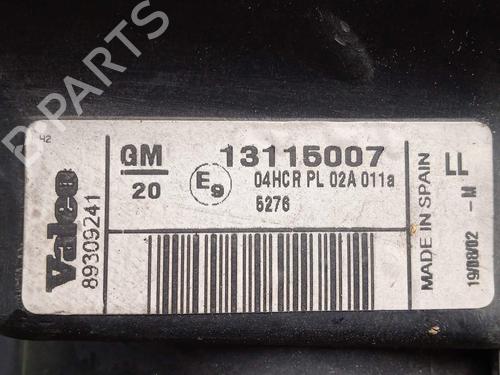 42
Valeo
89309241
GM
20
E9
13115007
04HCR PL 02A 011a
5276
LL
MADE IN SPAIN
19/08/02 - M
B-PARTS